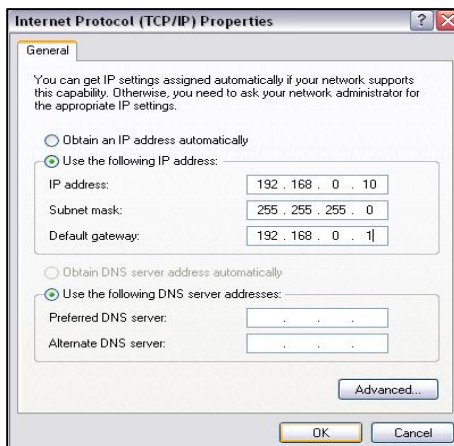 Internet Protocol (TCP/IP) Properties
General
You can get IP settings assigned automatically if your network supports
this capability. Otherwise, you need to ask your network administrator for
the appropriate IP settings.
Obtain an IP address automatically
Use the following IP address:
IP address: 192 . 168 . 0 . 10
Subnet mask: 255 . 255 . 255 . 0
Default gateway: 192 . 168 . 0 . 1
Obtain DNS server address automatically
Use the following DNS server addresses:
Preferred DNS server: . . .
Alternate DNS server: . . .
Advanced...
OK Cancel